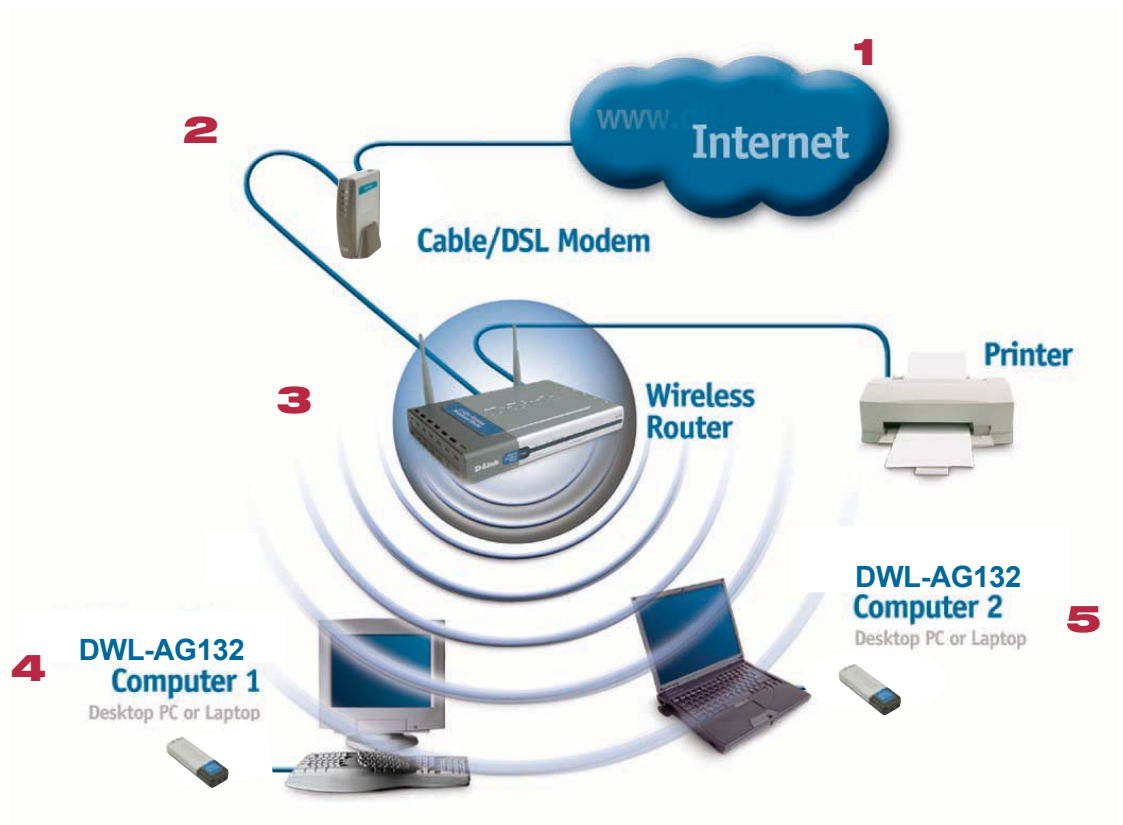 1
www.d
Internet
2
Cable/DSL Modem
Printer
3
Wireless
Router
D-Link
DWL-AG132
Computer 2
Desktop PC or Laptop
5
4
DWL-AG132
Computer 1
Desktop PC or Laptop